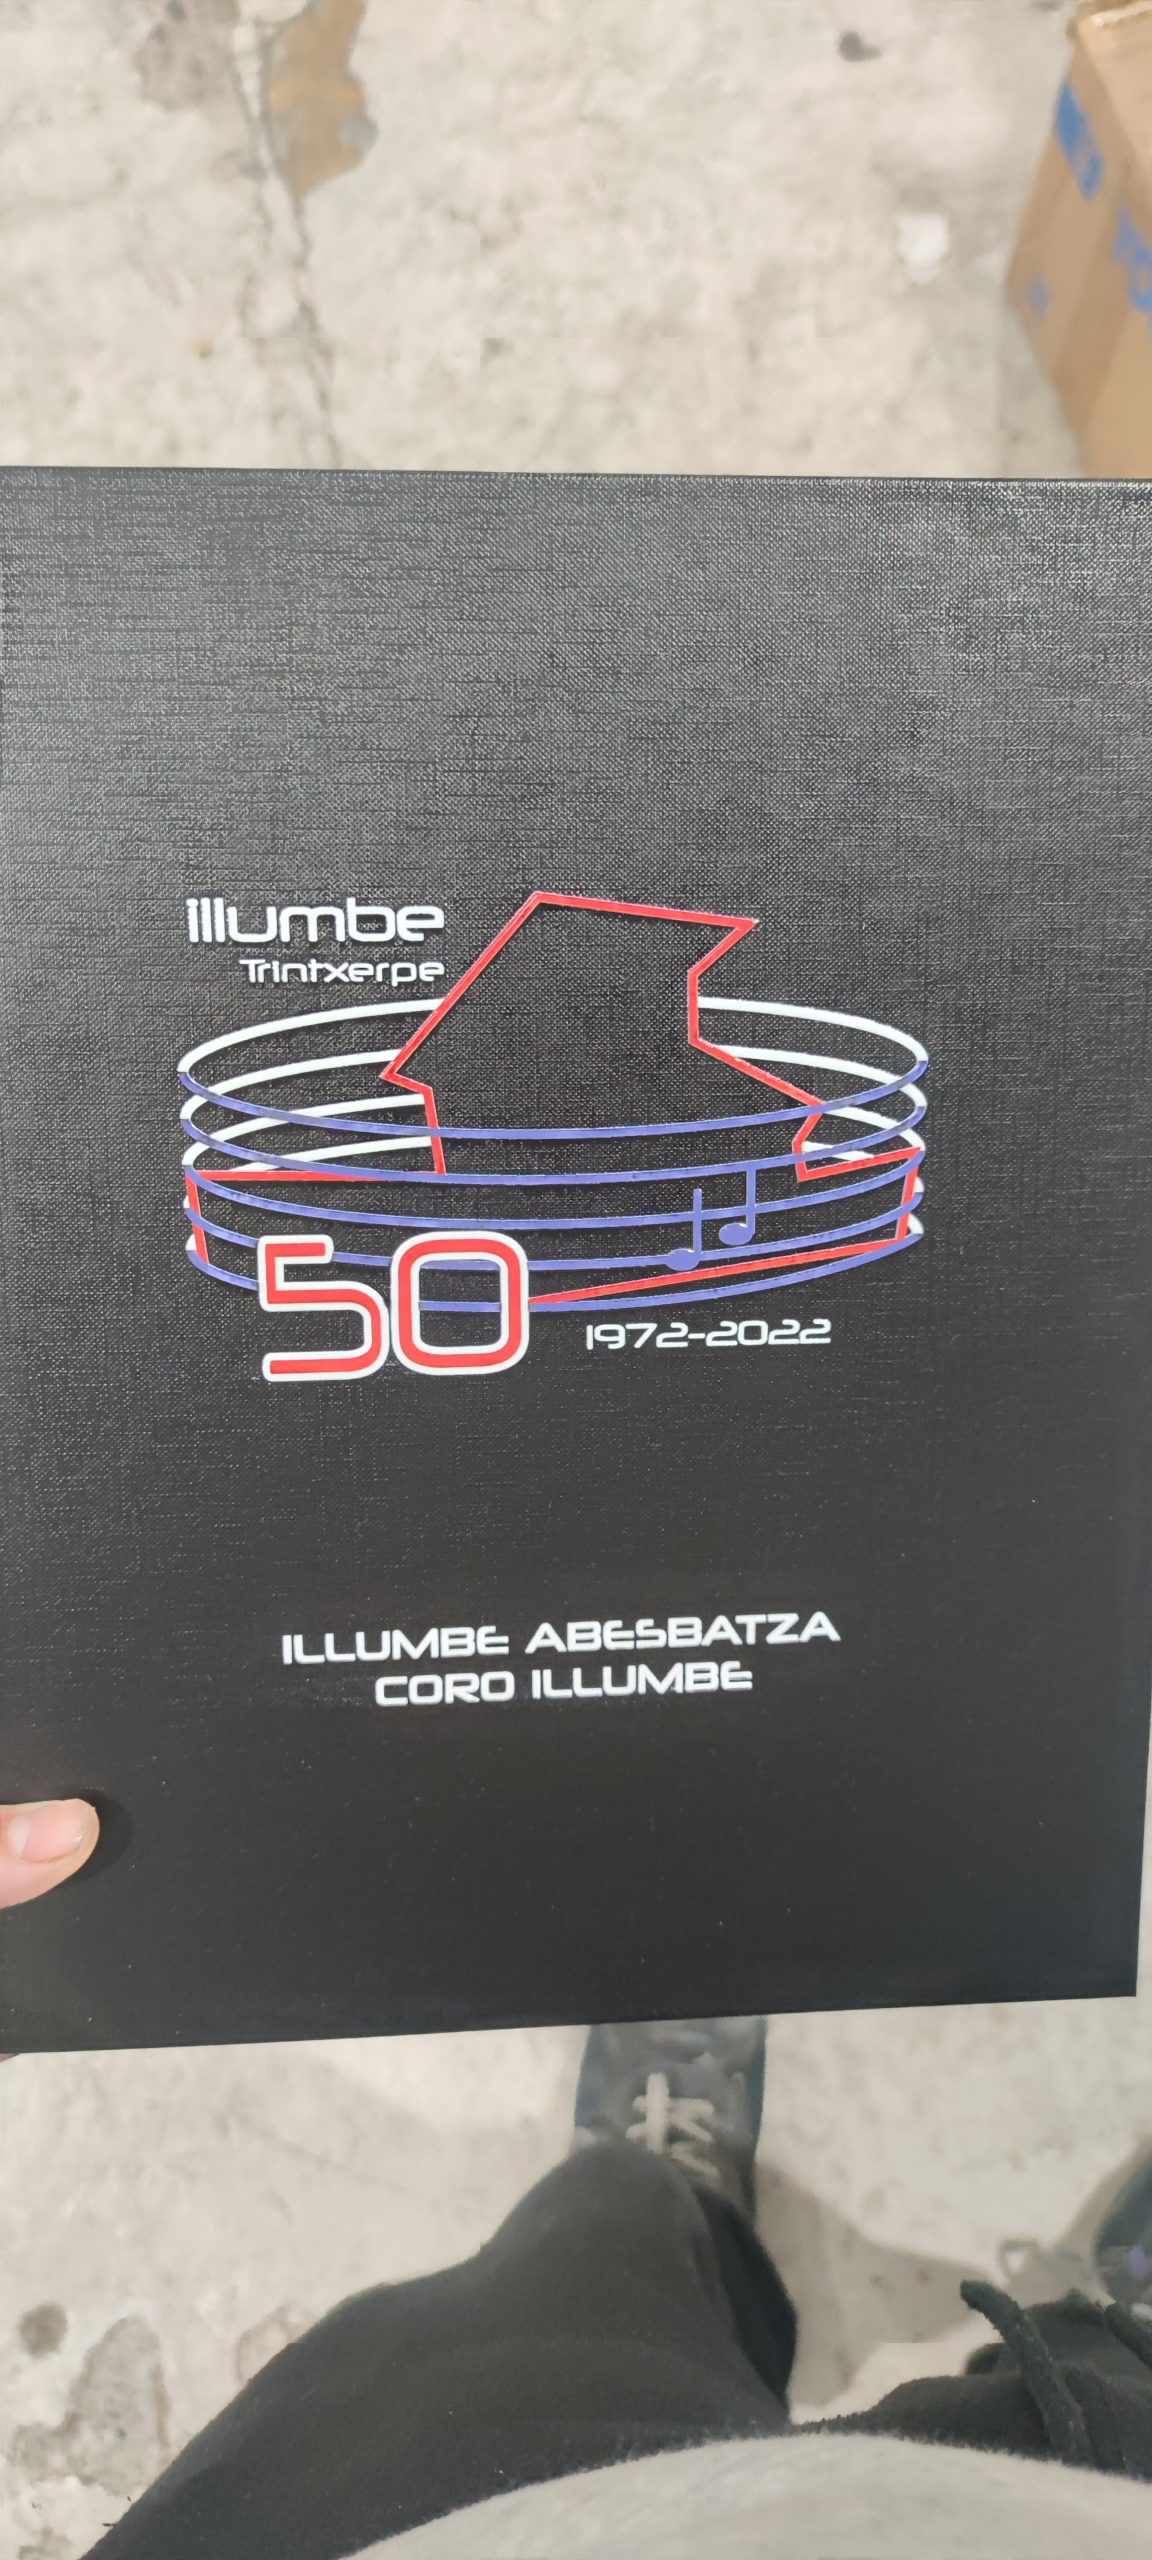 illumbe
Trintxerpe
50
1972-2022
ILLUMBE ABESBATZA
CORO ILLUMBE